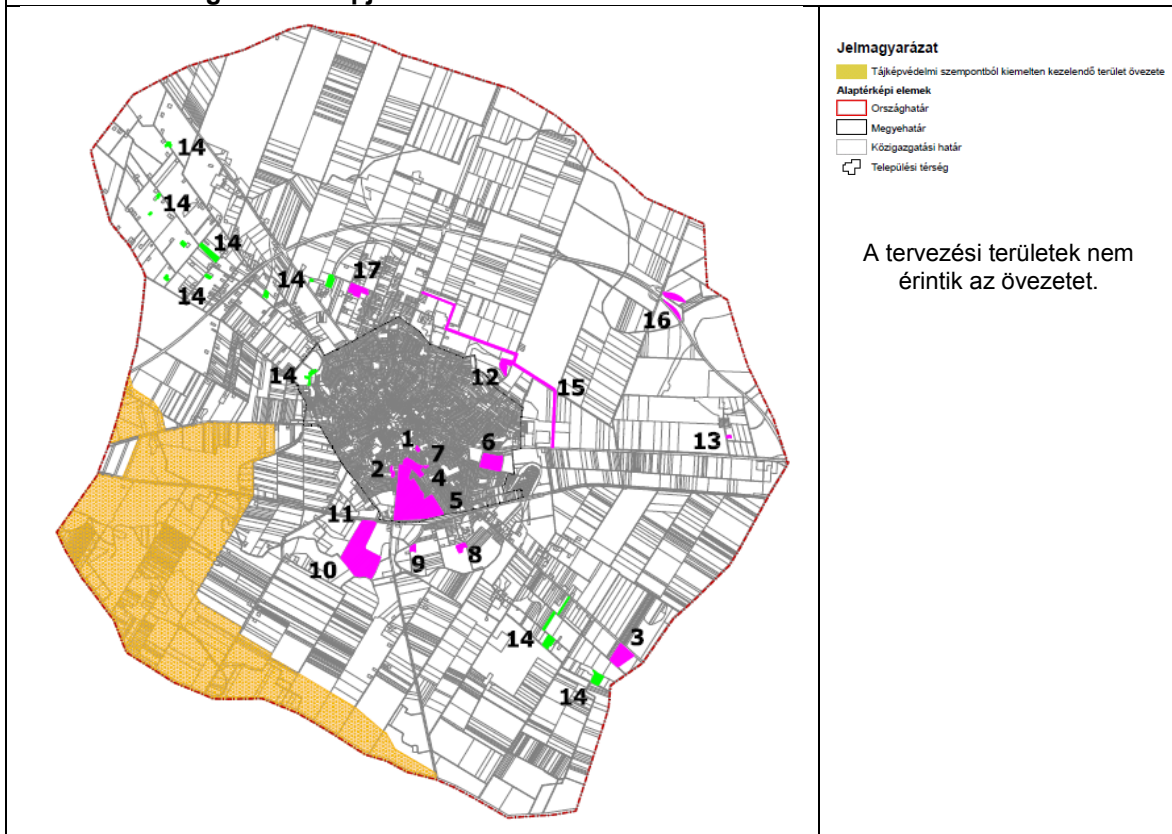 Jelmagyarázat
Tájképvédelmi szempontból kiemelten kezelendő terület övezete
Alaptérképi elemek
Országhatár
Megyehatár
Közigazgatási határ
Települési térség
A tervezési területek nem
érintik az övezetet.
14
14
14
14
14
17
16
14
12
15
13
1
7
6
2
4
5
11
10
9
8
14
3
14